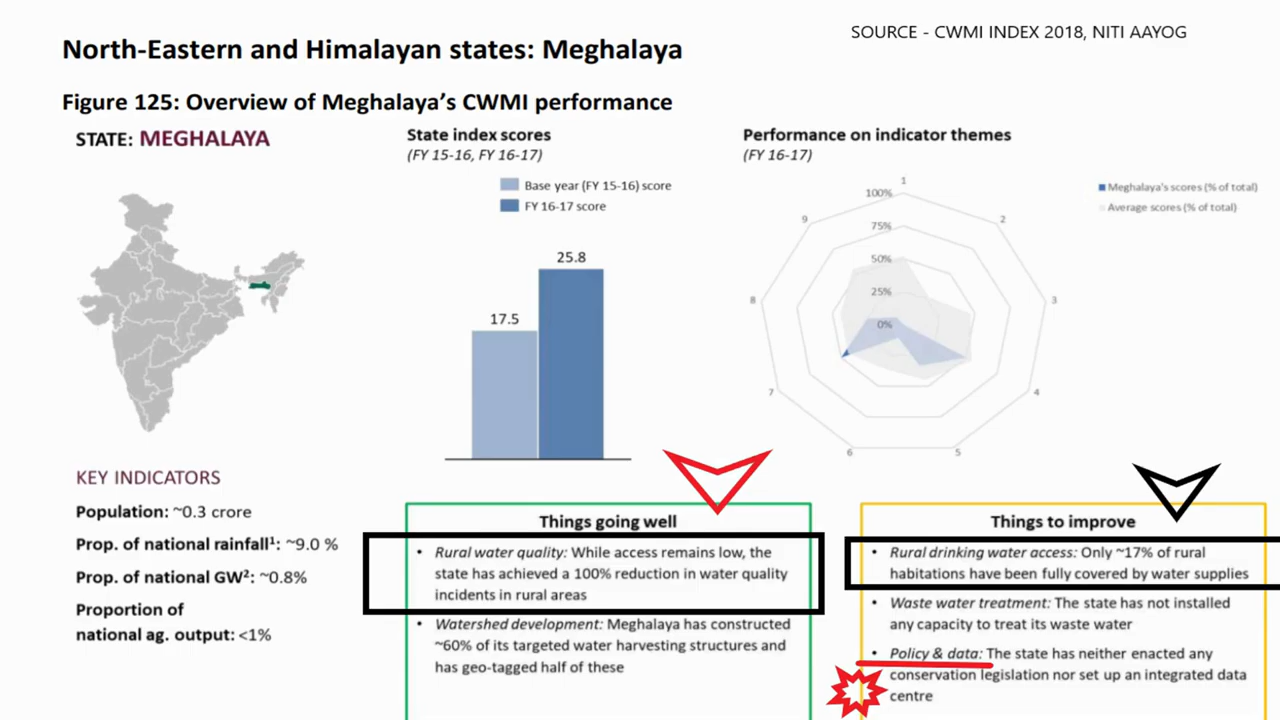 SOURCE - CWMI INDEX 2018, NITI AAYOG
North-Eastern and Himalayan states: Meghalaya
Figure 125: Overview of Meghalaya's CWMI performance
STATE: MEGHALAYA
State index scores
(FY 15-16, FY 16-17)
Base year (FY 15-16) score
FY 16-17 score
25.8
17.5
Performance on indicator themes
(FY 16-17)
Meghalaya's scores (% of total)
Average scores (% of total)
1
2
3
4
5
6
7
8
9
100%
75%
50%
25%
0%
KEY INDICATORS
Population: ~0.3 crore
Prop. of national rainfall¹: ~9.0 %
Prop. of national GW²: ~0.8%
Proportion of
national ag. output: <1%
Things going well
• Rural water quality: While access remains low, the
state has achieved a 100% reduction in water quality
incidents in rural areas
• Watershed development: Meghalaya has constructed
~60% of its targeted water harvesting structures and
has geo-tagged half of these
Things to improve
• Rural drinking water access: Only ~17% of rural
habitations have been fully covered by water supplies
• Waste water treatment: The state has not installed
any capacity to treat its waste water
• Policy & data: The state has neither enacted any
conservation legislation nor set up an integrated data
centre